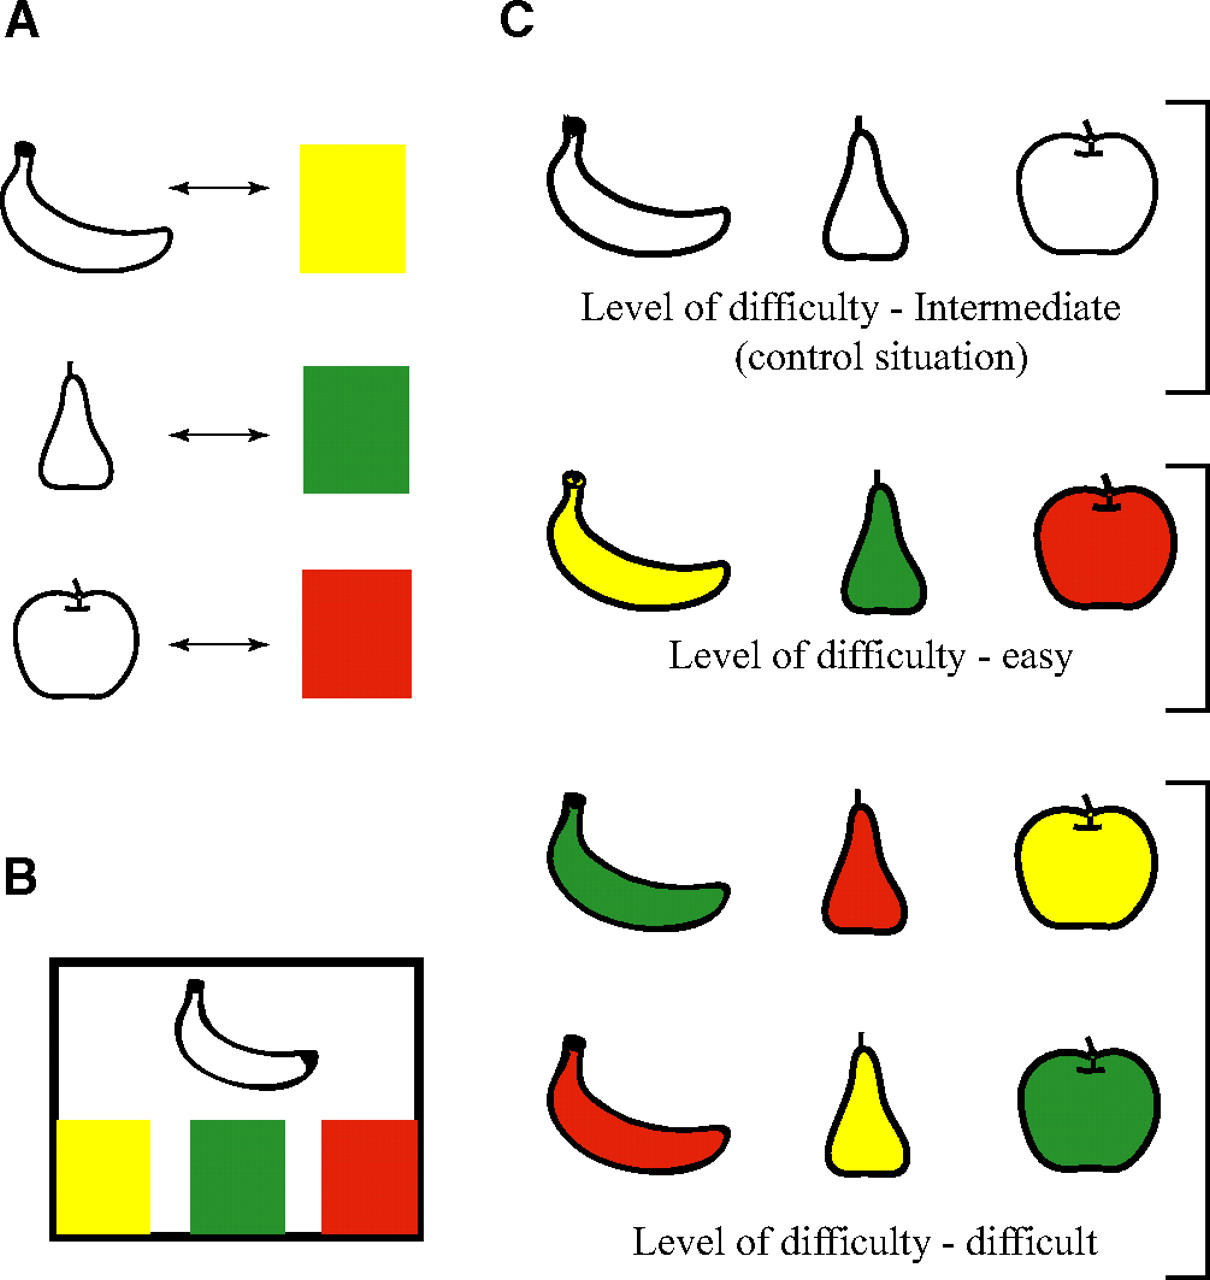 A
C
Level of difficulty - Intermediate
(control situation)
Level of difficulty - easy
B
Level of difficulty - difficult